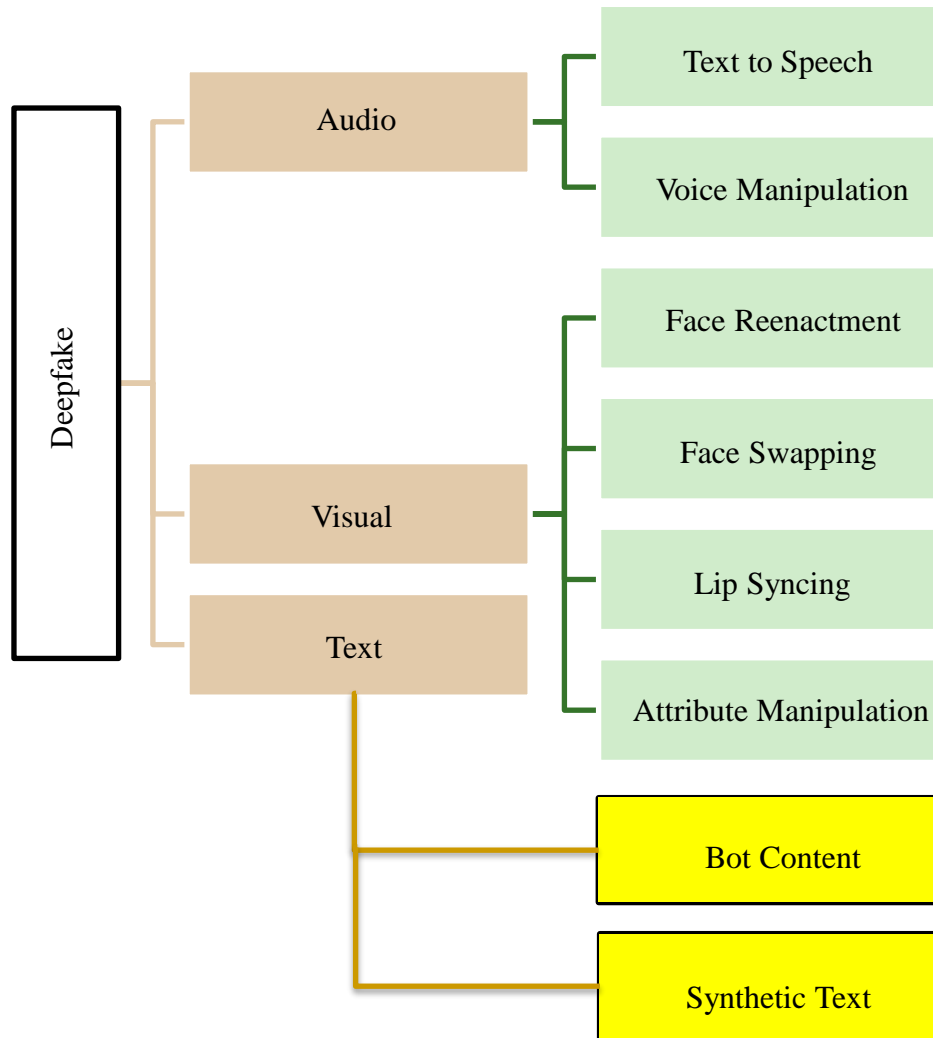 Deepfake
Audio
Text to Speech
Voice Manipulation
Visual
Face Reenactment
Face Swapping
Lip Syncing
Attribute Manipulation
Text
Bot Content
Synthetic Text